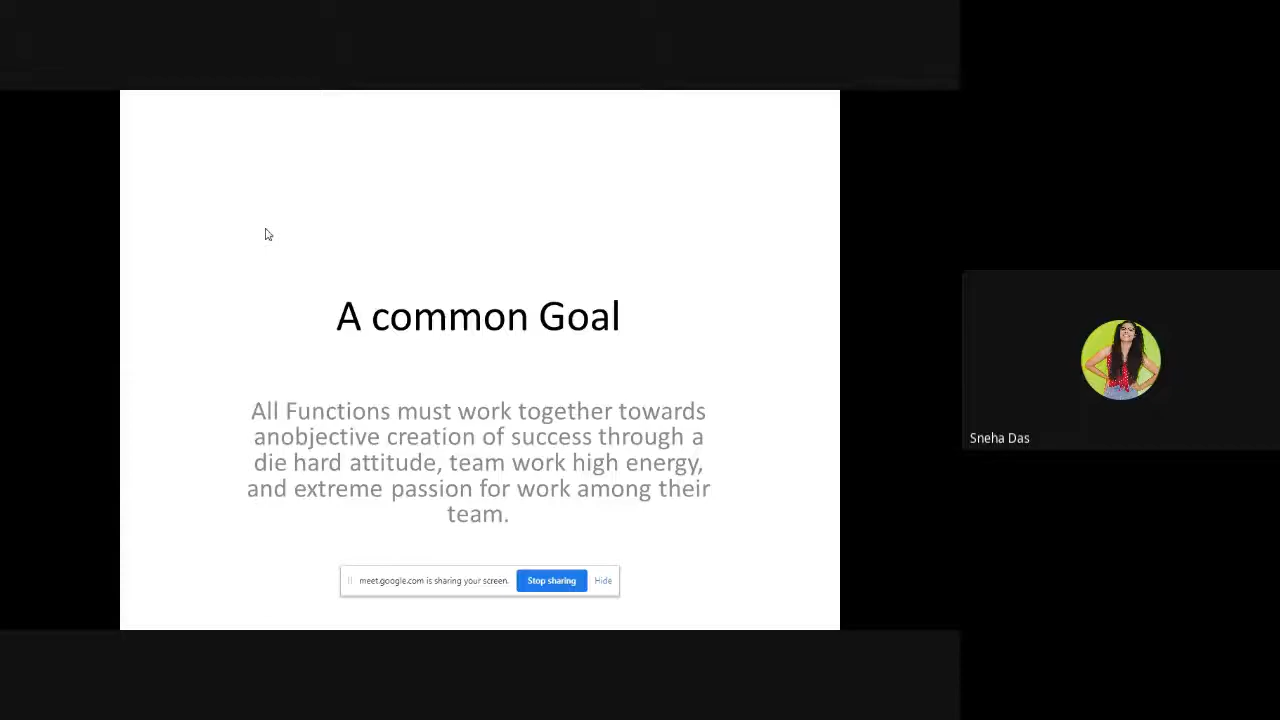 A common Goal
All Functions must work together towards
anobjective creation of success through a
die hard attitude, team work high energy,
and extreme passion for work among their
team.
meet.google.com is sharing your screen. Stop sharing Hide
Sneha Das